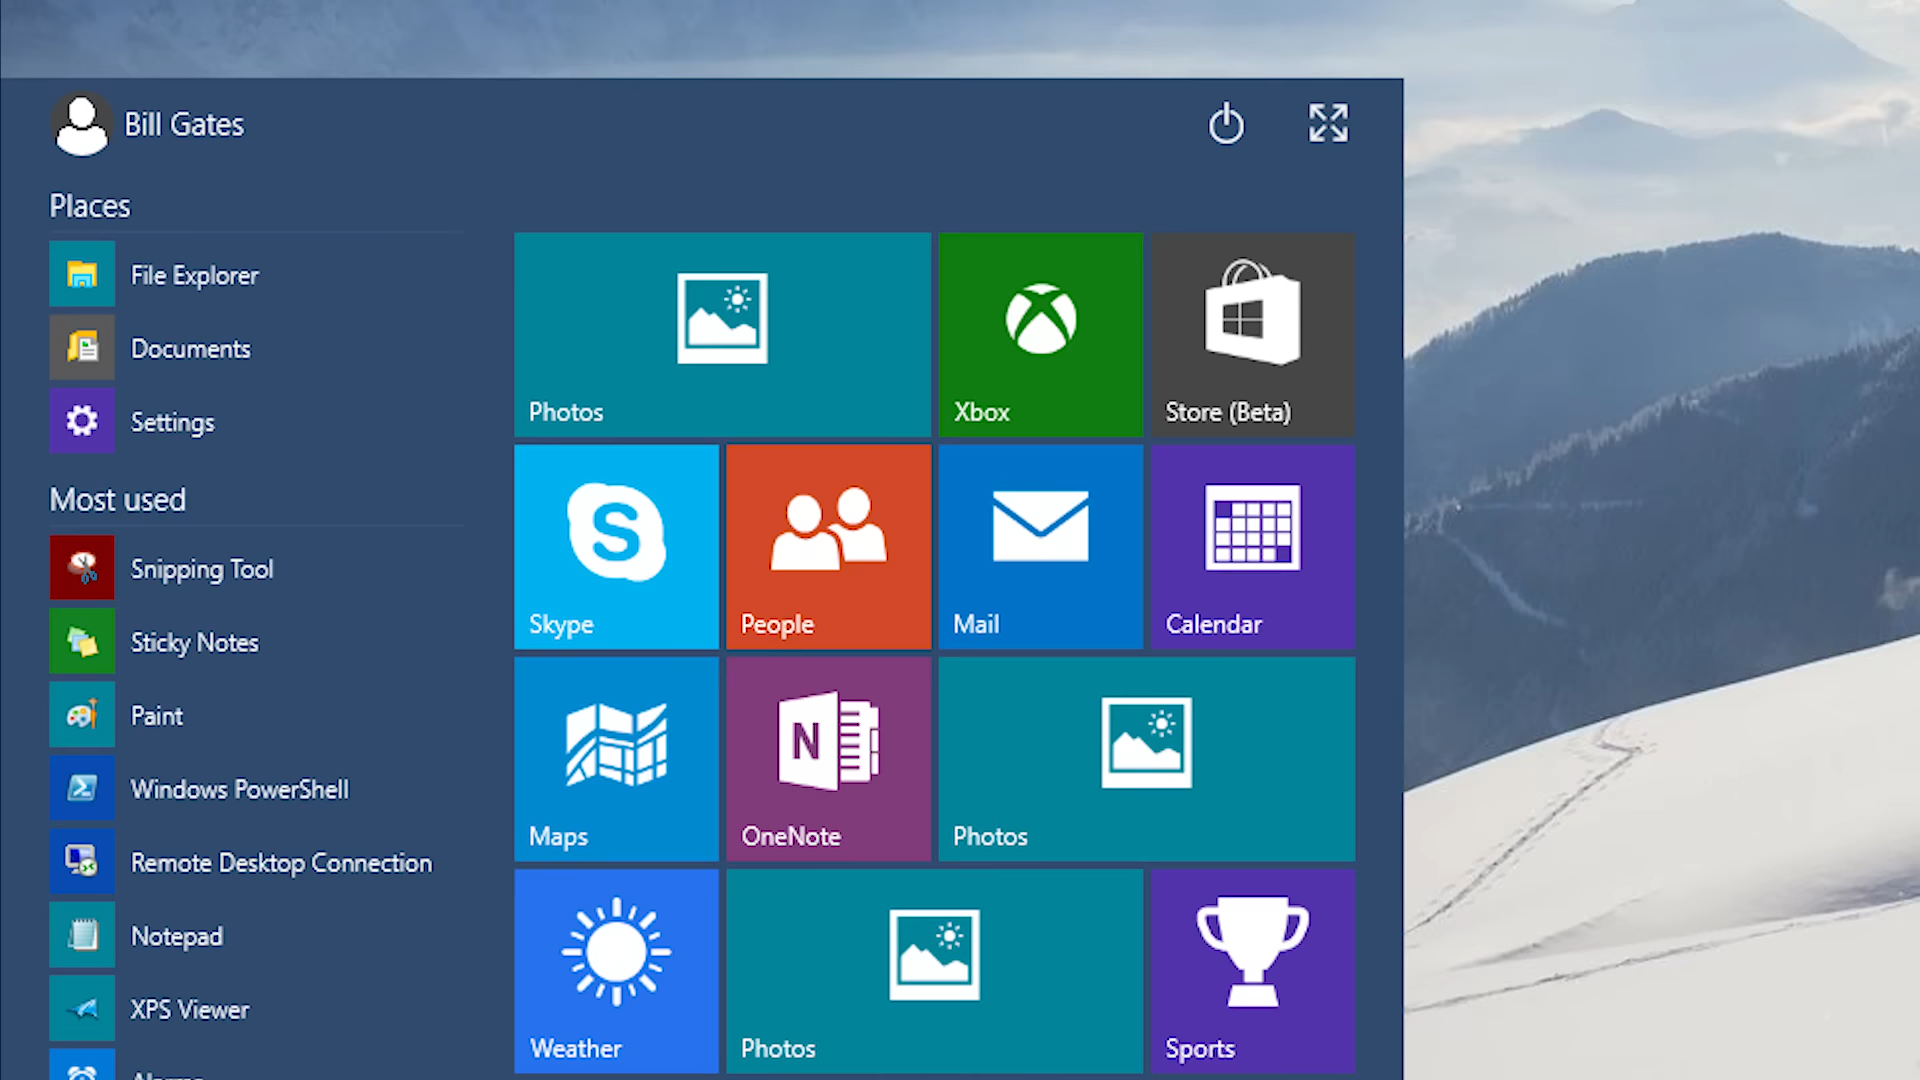 Bill Gates
Places
File Explorer
Documents
Settings
Most used
Snipping Tool
Sticky Notes
Paint
Windows PowerShell
Remote Desktop Connection
Notepad
XPS Viewer
Photos
Xbox
Store (Beta)
Skype
People
Mail
Calendar
Maps
N
OneNote
Photos
Weather
Photos
Sports